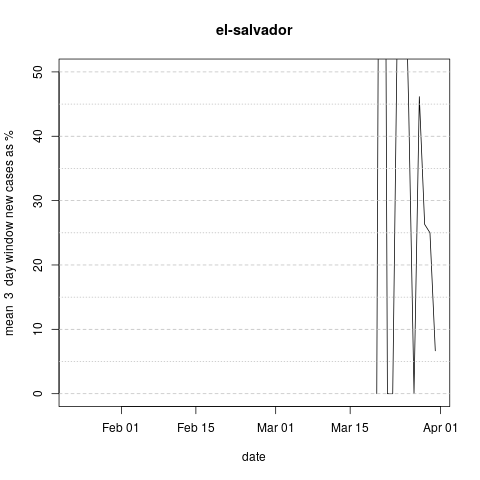 el-salvador
mean  3  day window new cases as %
50
40
30
20
10
0
Feb 01
Feb 15
Mar 01
Mar 15
Apr 01
date